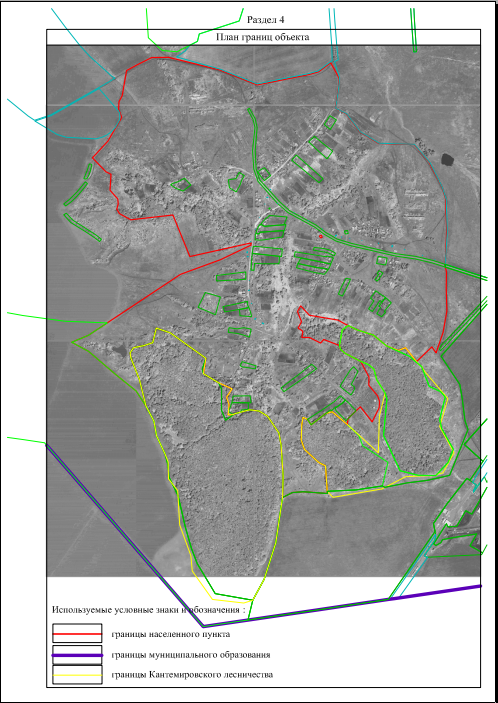 Раздел 4
План границ объекта
Используемые условные знаки и обозначения :
границы населенного пункта
границы муниципального образования
границы Кантемировского лесничества